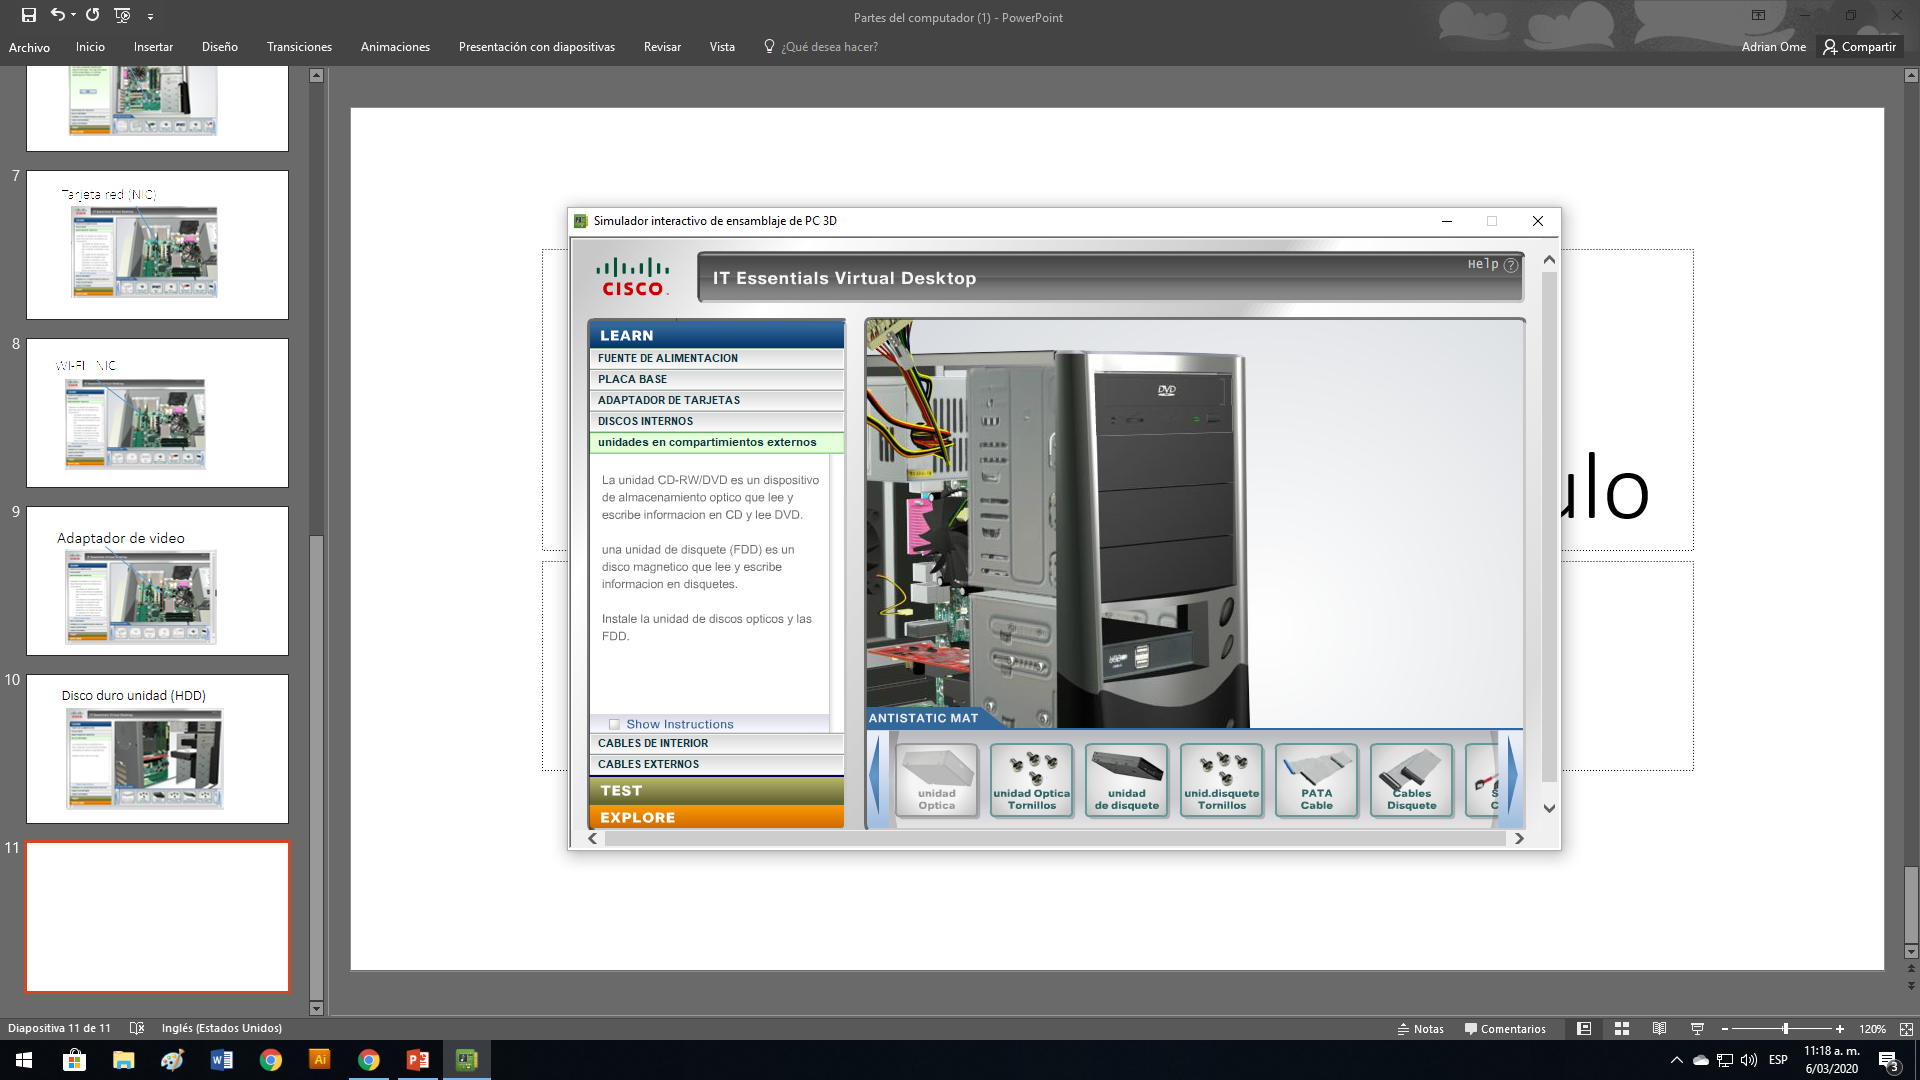 Partes del computador (1) - PowerPoint
Archivo Inicio Insertar Diseño Transiciones Animaciones Presentación con diapositivas Revisar Vista ¿Qué desea hacer? Adrian Ome Compartir
7
Tarjeta red (NIC)
8
WI-FI NIC
9
Adaptador de video
10
Disco duro unidad (HDD)
11
ulo
Simulador interactivo de ensamblaje de PC 3D
CISCO
IT Essentials Virtual Desktop
Help ?
LEARN
FUENTE DE ALIMENTACION
PLACA BASE
ADAPTADOR DE TARJETAS
DISCOS INTERNOS
unidades en compartimientos externos
La unidad CD-RW/DVD es un dispositivo
de almacenamiento optico que lee y
escribe informacion en CD y lee DVD.
una unidad de disquete (FDD) es un
disco magnetico que lee y escribe
informacion en disquetes.
Instale la unidad de discos opticos y las
FDD.
Show Instructions
CABLES DE INTERIOR
CABLES EXTERNOS
TEST
EXPLORE
DVD
ANTISTATIC MAT
unidad
Optica
unidad Optica
Tornillos
unidad
de disquete
unid.disquete
Tornillos
PATA
Cable
Cables
Disquete
S
C
Diapositiva 11 de 11 Inglés (Estados Unidos) Notas Comentarios 120%
ESP
11:18 a. m.
6/03/2020
3